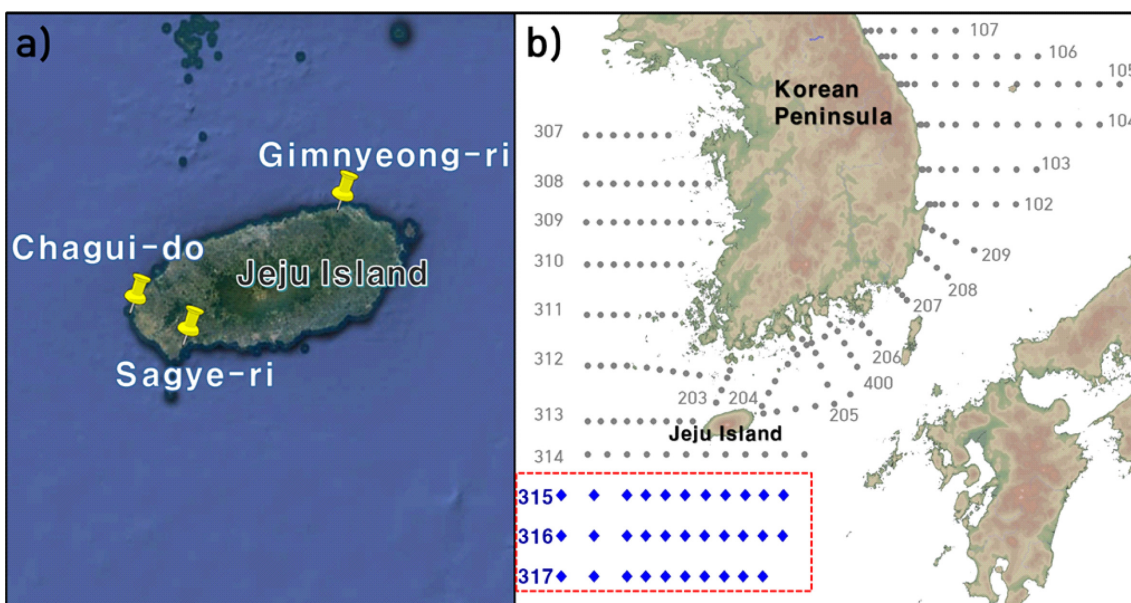 a)
Gimnyeong-ri
Chagui-do
Jeju Island
Sagye-ri
b)
107
106
105
Korean
Peninsula
104
307
103
308
102
309
209
310
208
207
311
206
312
400
203
204
205
313
Jeju Island
314
315
316
317